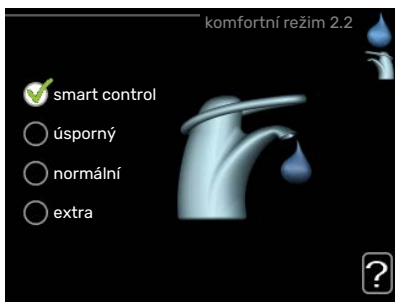 komfortní režim 2.2
smart control
úsporný
normální
extra
?